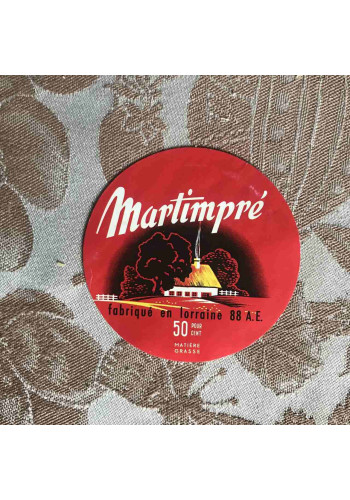 Martimpré
fabriqué en lorraine 88 A.E.
50 POUR CENT
MATIÈRE
GRASSE